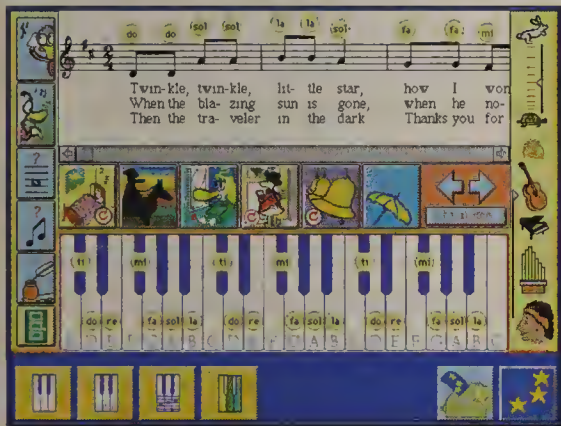 do do sol sol la la sol fa fa mi
2
4
Twin-kle, twin-kle, lit- tle star, how I won
When the bla- zing sun is gone, when he no-
Then the tra- veler in the dark Thanks you for
ti mi ti mi ti mi
do re fa sol la do re fa sol la do re fa sol la